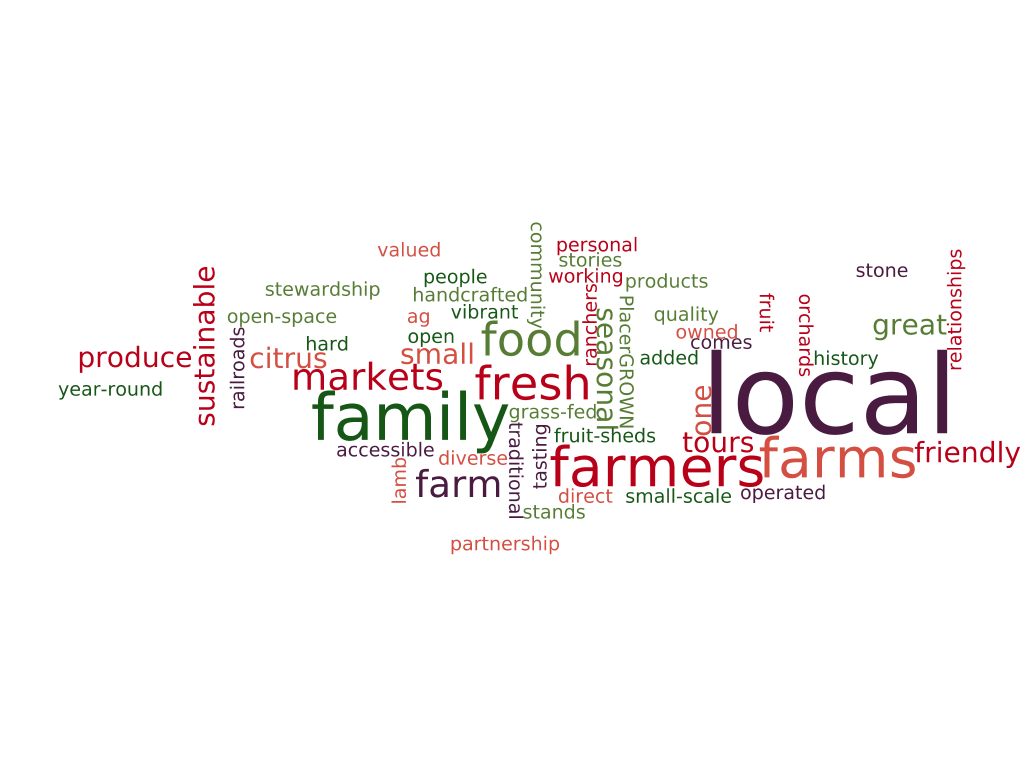 community
personal
valued
stories
relationships
sustainable
people
working
products
stone
stewardship
handcrafted
ranchers
PlacerGROWN
fruit
orchards
open-space
ag
vibrant
seasonal
quality
great
railroads
hard
open
food
owned
comes
produce
citrus
small
added
history
year-round
markets
fresh
local
family
grass-fed
one
accessible
diverse
traditional
tasting
fruit-sheds
tours
farms
friendly
lamb
farm
farmers
direct
small-scale
operated
stands
partnership